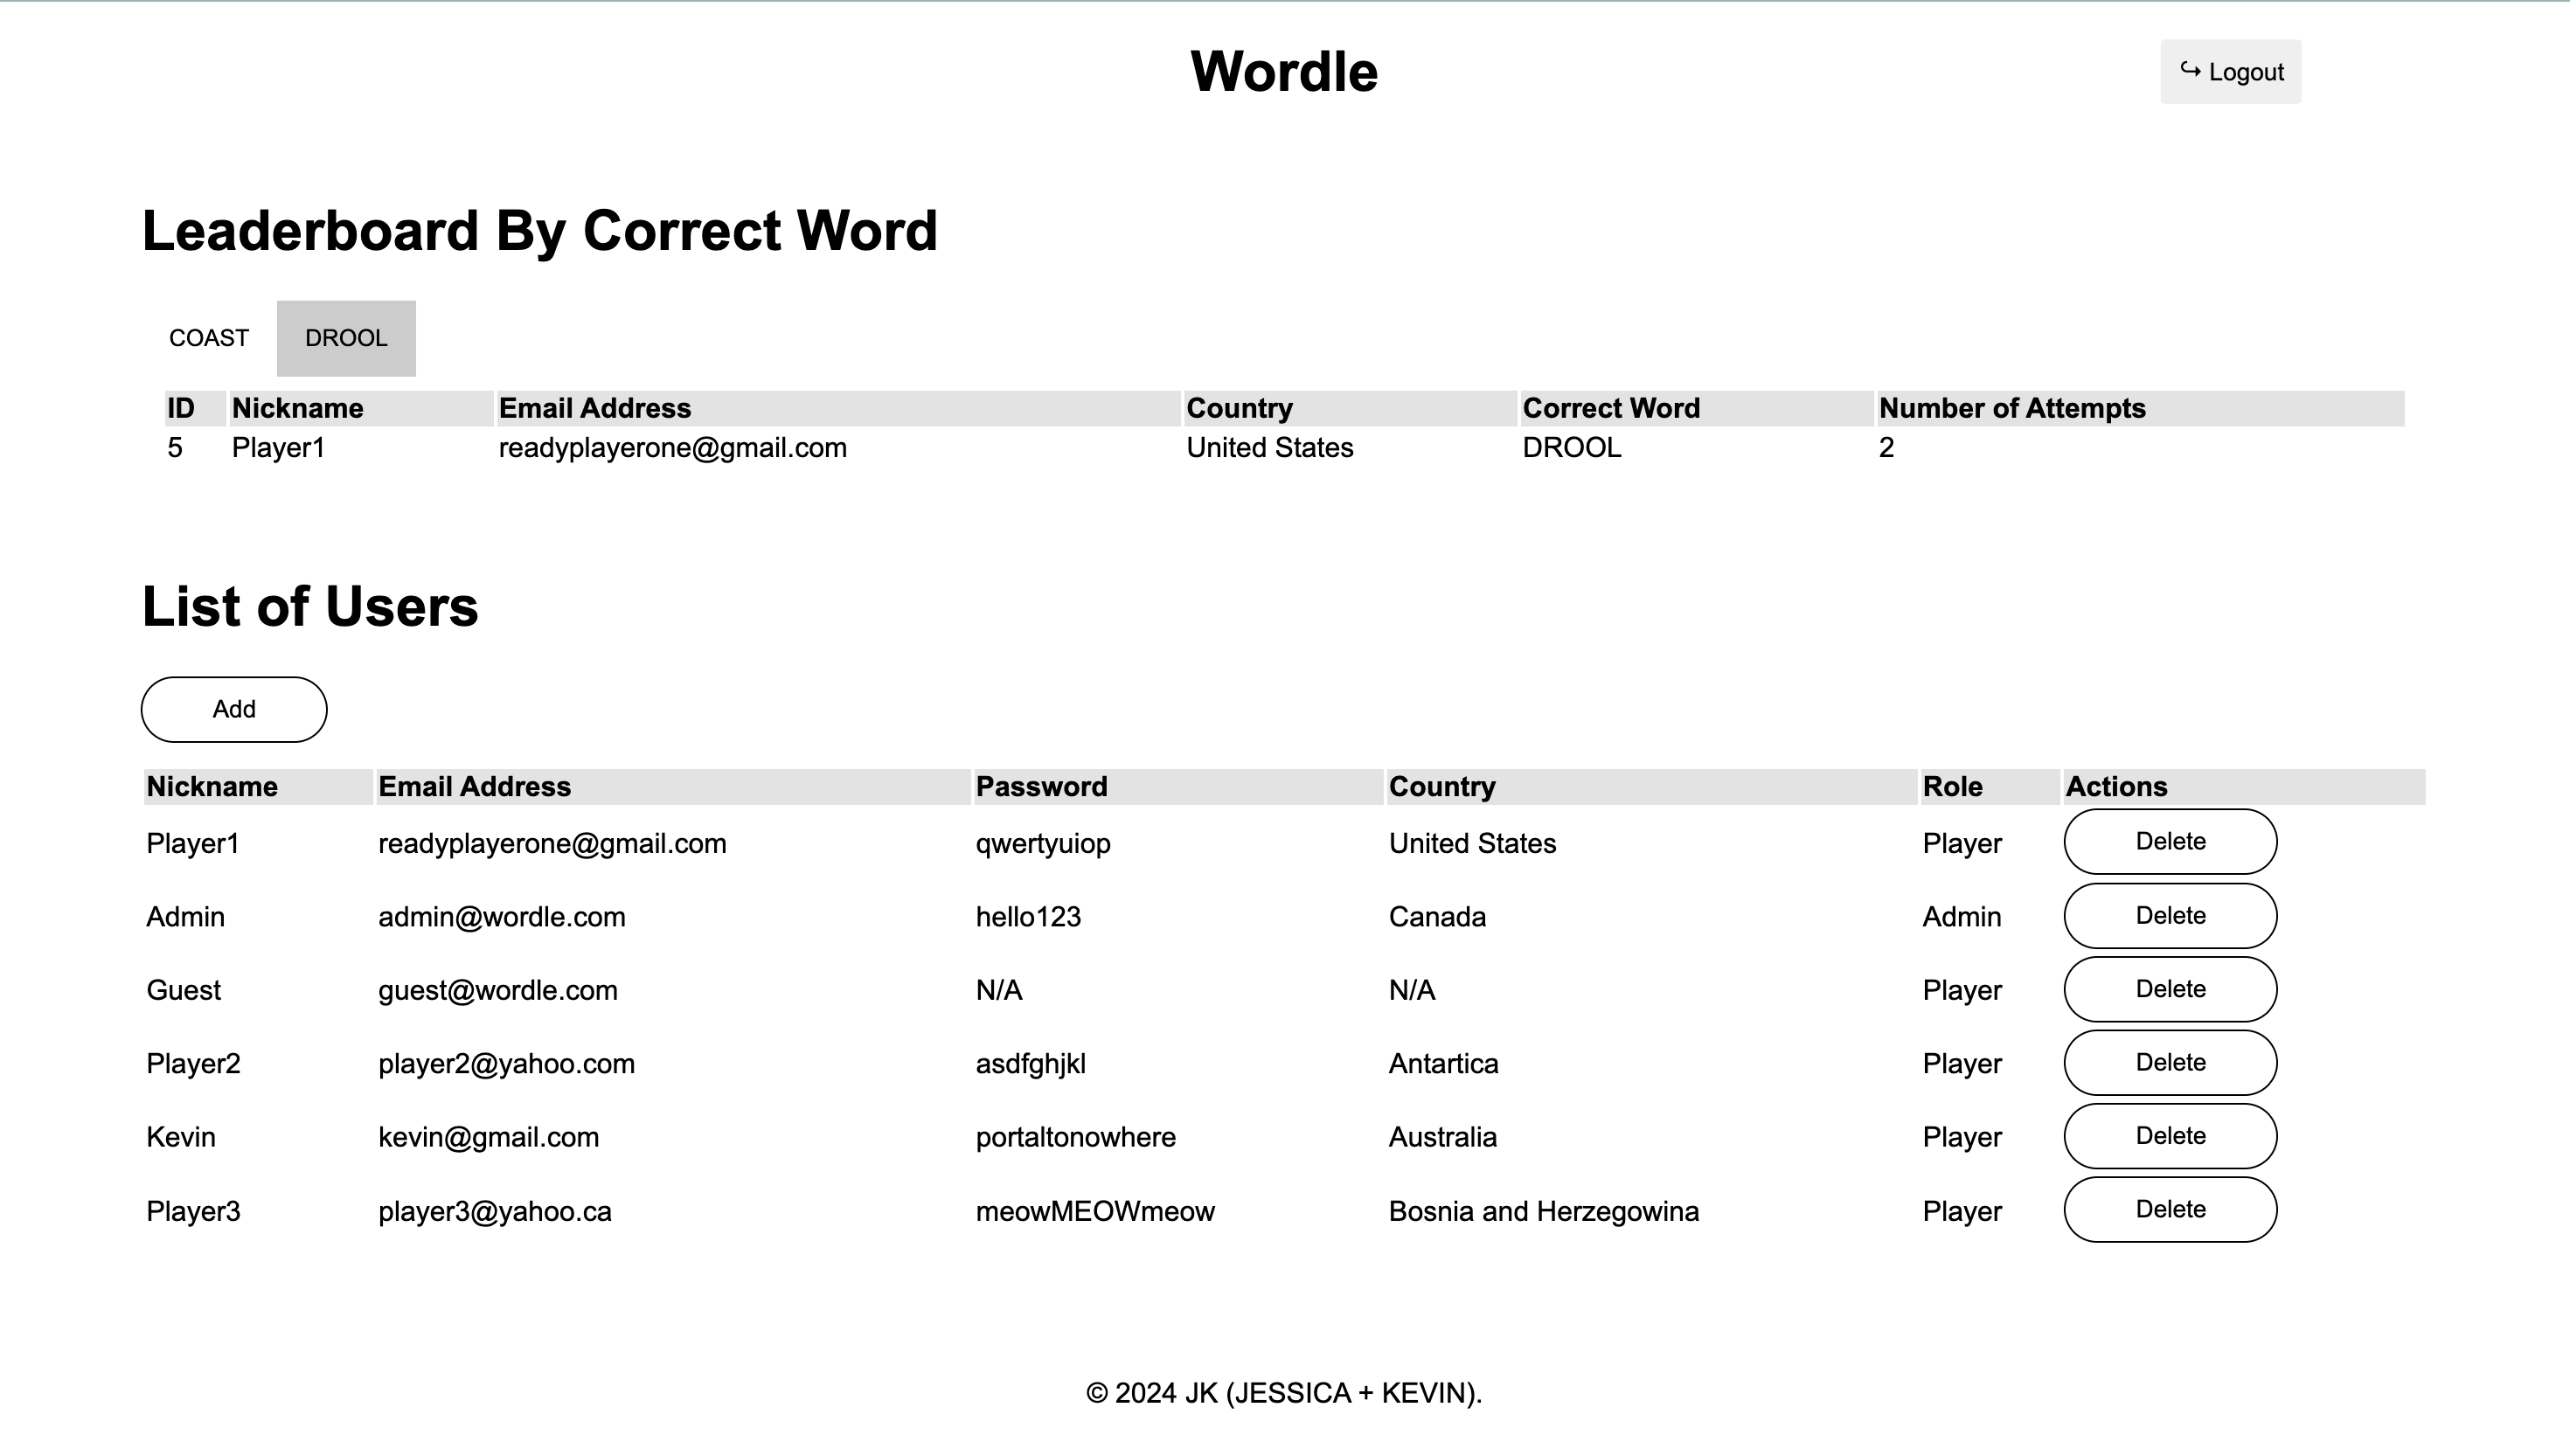 Wordle
↪ Logout
Leaderboard By Correct Word
COAST DROOL
ID Nickname Email Address Country Correct Word Number of Attempts
5 Player1 readyplayerone@gmail.com United States DROOL 2
List of Users
Add
Nickname Email Address Password Country Role Actions
Player1 readyplayerone@gmail.com qwertyuiop United States Player Delete
Admin admin@wordle.com hello123 Canada Admin Delete
Guest guest@wordle.com N/A N/A Player Delete
Player2 player2@yahoo.com asdfghjkl Antartica Player Delete
Kevin kevin@gmail.com portaltonowhere Australia Player Delete
Player3 player3@yahoo.ca meowMEOWmeow Bosnia and Herzegowina Player Delete
© 2024 JK (JESSICA + KEVIN).